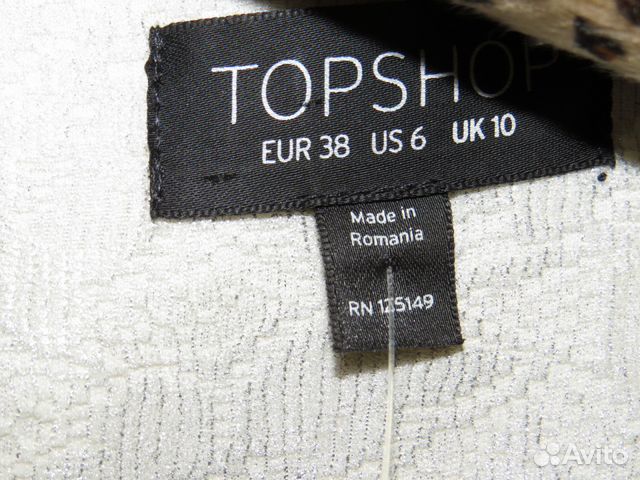 TOPSHOP
EUR 38 US 6 UK 10
Made in
Romania
RN 125149
Avito